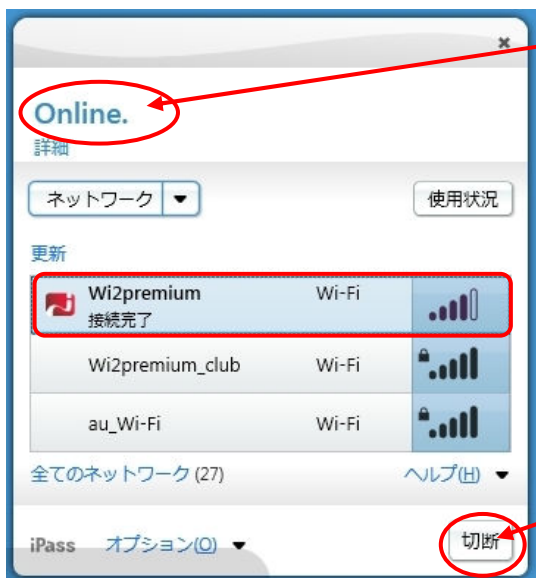 Online.
詳細
ネットワーク 使用状況
更新
Wi2premium Wi-Fi
接続完了
Wi2premium_club Wi-Fi
au_Wi-Fi Wi-Fi
全てのネットワーク (27) ヘルプ(H)
iPass オプション(O) 切断